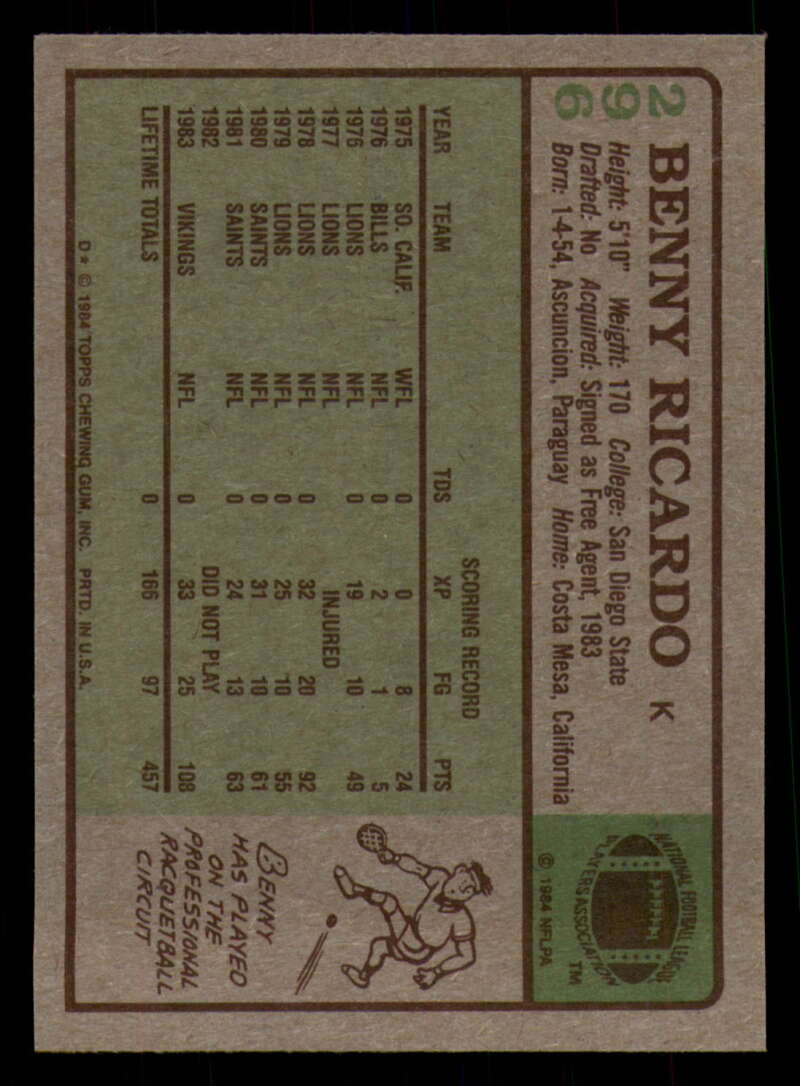 296
BENNY RICARDO K
Height: 5'10" Weight: 170 College: San Diego State
Drafted: No Acquired: Signed as Free Agent, 1983
Born: 1-4-54, Ascuncion, Paraguay Home: Costa Mesa, California
NATIONAL FOOTBALL LEAGUE
PLAYERS ASSOCIATION
TM
© 1984 NFLPA
SCORING RECORD
YEAR TEAM TDS XP FG PTS
1975 SO. CALIF. WFL 0 0 8 24
1976 BILLS NFL 0 2 1 5
1976 LIONS NFL 0 19 10 49
1977 LIONS NFL INJURED
1978 LIONS NFL 0 32 20 92
1979 LIONS NFL 0 25 10 55
1980 SAINTS NFL 0 31 10 61
1981 SAINTS NFL 0 24 13 63
1982 DID NOT PLAY
1983 VIKINGS NFL 0 33 25 108
LIFETIME TOTALS 0 166 97 457
BENNY
HAS PLAYED
ON THE
PROFESSIONAL
RACQUETBALL
CIRCUIT
D* © 1984 TOPPS CHEWING GUM, INC. PRTD. IN U.S.A.